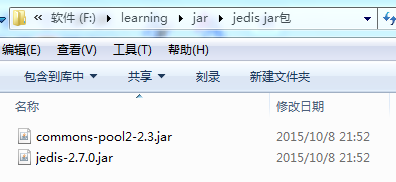 « 软件 (F:) ▸ learning ▸ jar ▸ jedis jar包
编辑(E) 查看(V) 工具(T) 帮助(H)
包含到库中 共享 刻录 新建文件夹
名称 修改日期
commons-pool2-2.3.jar 2015/10/8 21:52
jedis-2.7.0.jar 2015/10/8 21:52